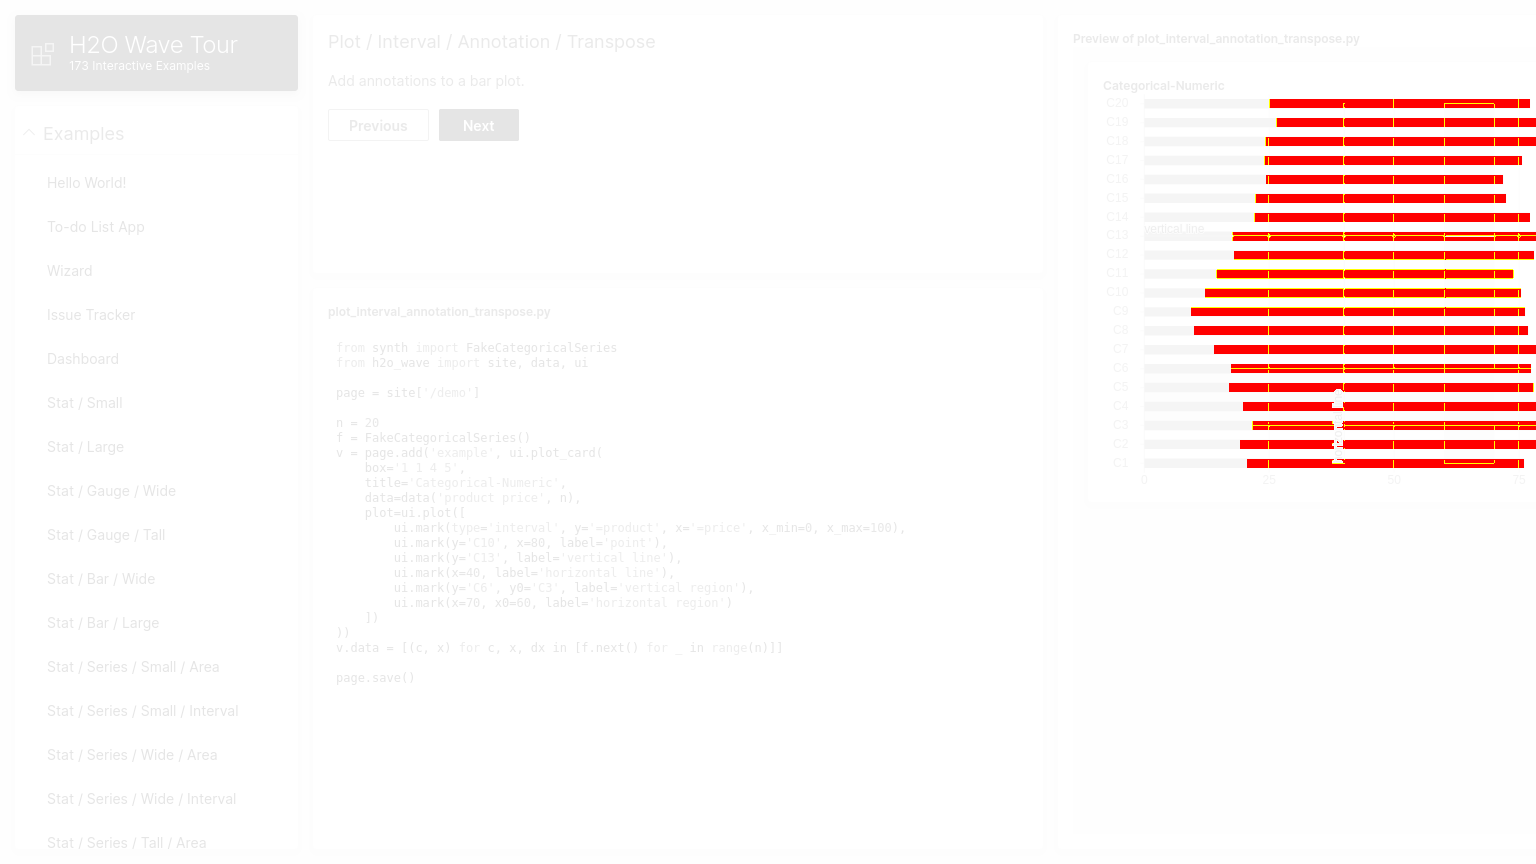 H2O Wave Tour
173 Interactive Examples
Examples
Hello World!
To-do List App
Wizard
Issue Tracker
Dashboard
Stat / Small
Stat / Large
Stat / Gauge / Wide
Stat / Gauge / Tall
Stat / Bar / Wide
Stat / Bar / Large
Stat / Series / Small / Area
Stat / Series / Small / Interval
Stat / Series / Wide / Area
Stat / Series / Wide / Interval
Stat / Series / Tall / Area
Plot / Interval / Annotation / Transpose
Add annotations to a bar plot.
Previous
Next
plot_interval_annotation_transpose.py
from synth import FakeCategoricalSeries
from h2o_wave import site, data, ui
page = site['/demo']
n = 20
f = FakeCategoricalSeries()
v = page.add('example', ui.plot_card(
box='1 1 4 5',
title='Categorical-Numeric',
data=data('product price', n),
plot=ui.plot([
ui.mark(type='interval', y='=product', x='=price', x_min=0, x_max=100),
ui.mark(y='C10', x=80, label='point'),
ui.mark(y='C13', label='vertical line'),
ui.mark(x=40, label='horizontal line'),
ui.mark(y='C6', y0='C3', label='vertical region'),
ui.mark(x=70, x0=60, label='horizontal region')
])
))
v.data = [(c, x) for c, x, dx in [f.next() for _ in range(n)]]
page.save()
Preview of plot_interval_annotation_transpose.py
Categorical-Numeric
C20
C19
C18
C17
C16
C15
C14
vertical line
C13
C12
C11
C10
C9
C8
C7
C6
C5
C4
C3
C2
C1
0
25
50
75